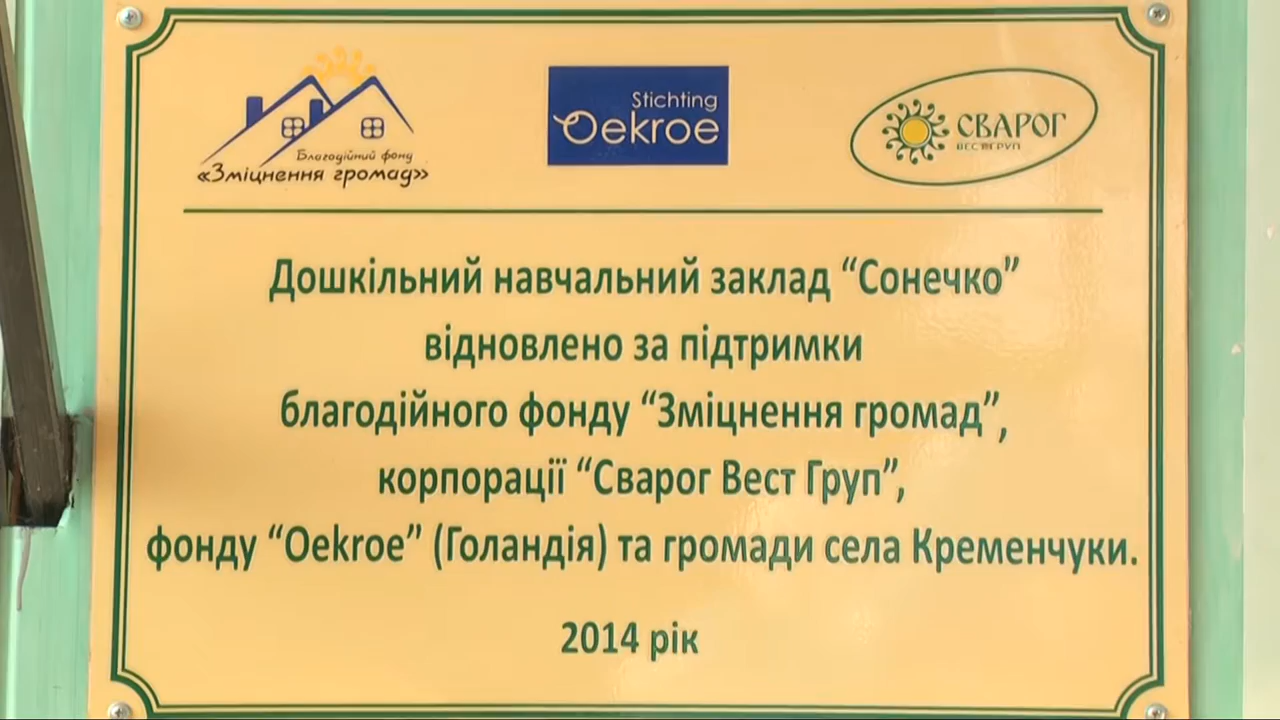 Благодійний фонд
«Зміцнення громад»
Stichting
Oekroe
СВАРОГ
ВЕСТ ГРУП
Дошкільний навчальний заклад “Сонечко”
відновлено за підтримки
благодійного фонду “Зміцнення громад”,
корпорації “Сварог Вест Груп”,
фонду “Oekroe” (Голандія) та громади села Кременчуки.
2014 рік